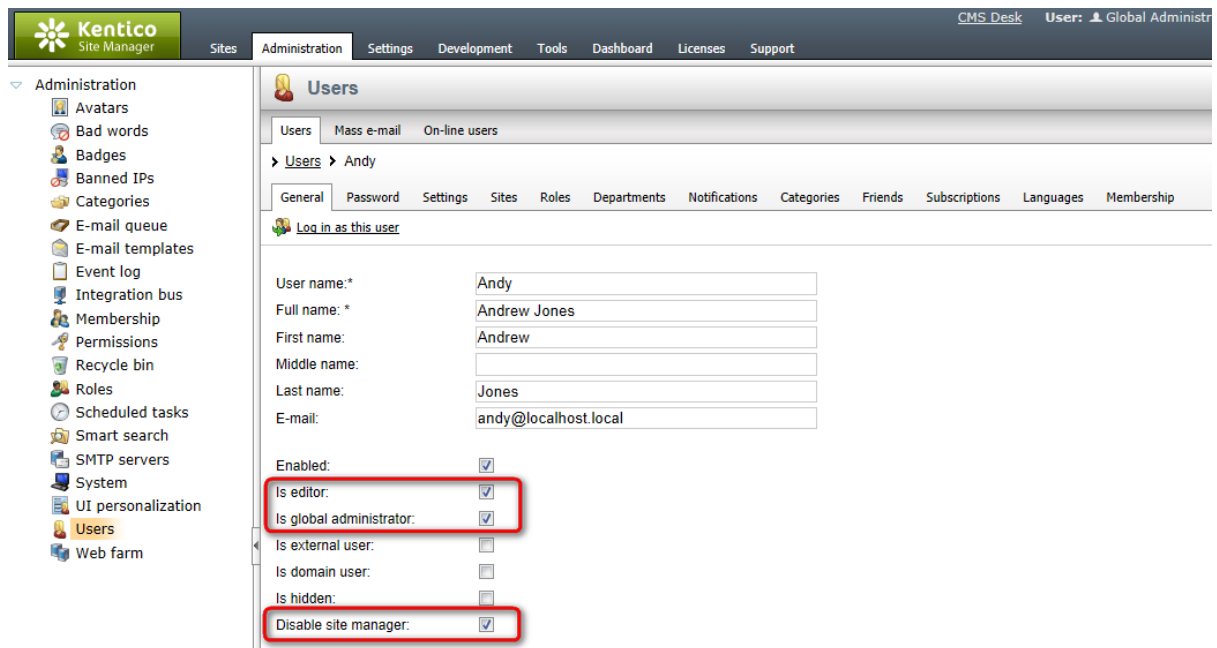 CMS Desk User: Global Administr
Kentico
Site Manager
Sites Administration Settings Development Tools Dashboard Licenses Support
Administration
Avatars
Bad words
Badges
Banned IPs
Categories
E-mail queue
E-mail templates
Event log
Integration bus
Membership
Permissions
Recycle bin
Roles
Scheduled tasks
Smart search
SMTP servers
System
UI personalization
Users
Web farm
Users
Users Mass e-mail On-line users
> Users > Andy
General Password Settings Sites Roles Departments Notifications Categories Friends Subscriptions Languages Membership
Log in as this user
User name:* Andy
Full name: * Andrew Jones
First name: Andrew
Middle name:
Last name: Jones
E-mail: andy@localhost.local
Enabled:
Is editor:
Is global administrator:
Is external user:
Is domain user:
Is hidden:
Disable site manager: